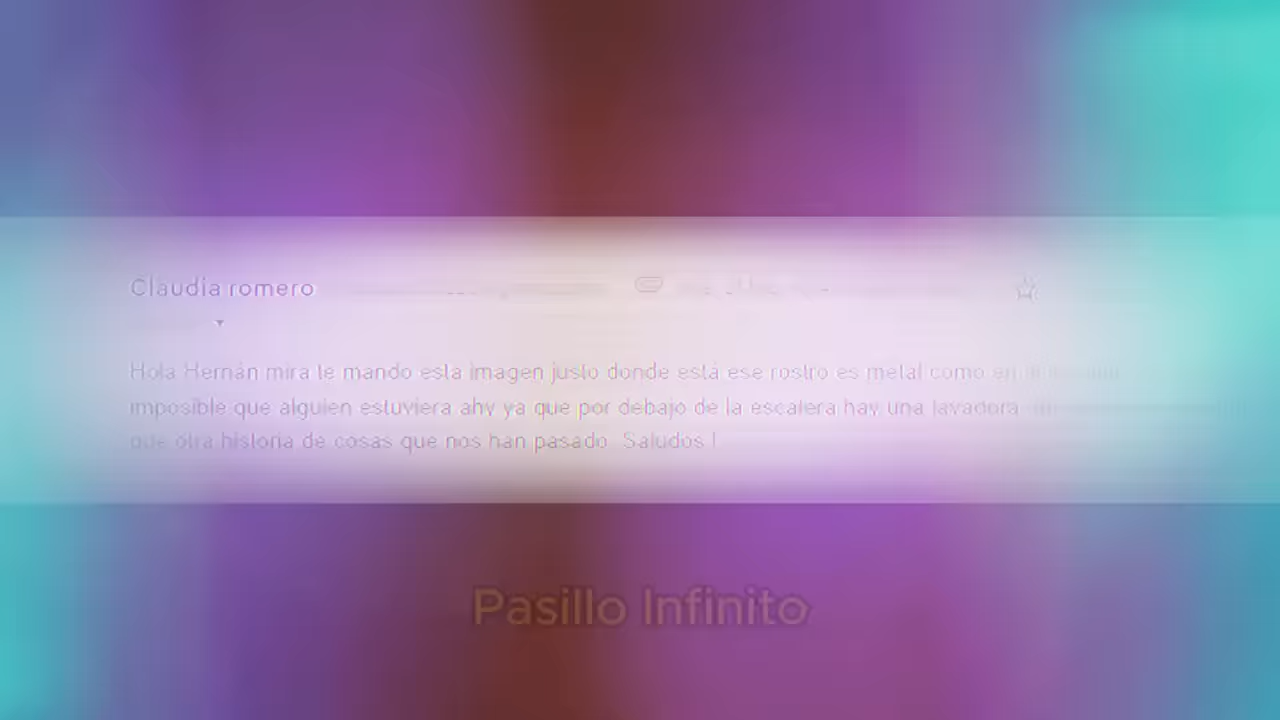 Claudia romero
Hola Hernán mira te mando esta imagen justo donde está ese rostro es metal como en
imposible que alguien estuviera ahy ya que por debajo de la escalera hay una lavadora
que otra historia de cosas que nos han pasado. Saludos !
Pasillo Infinito